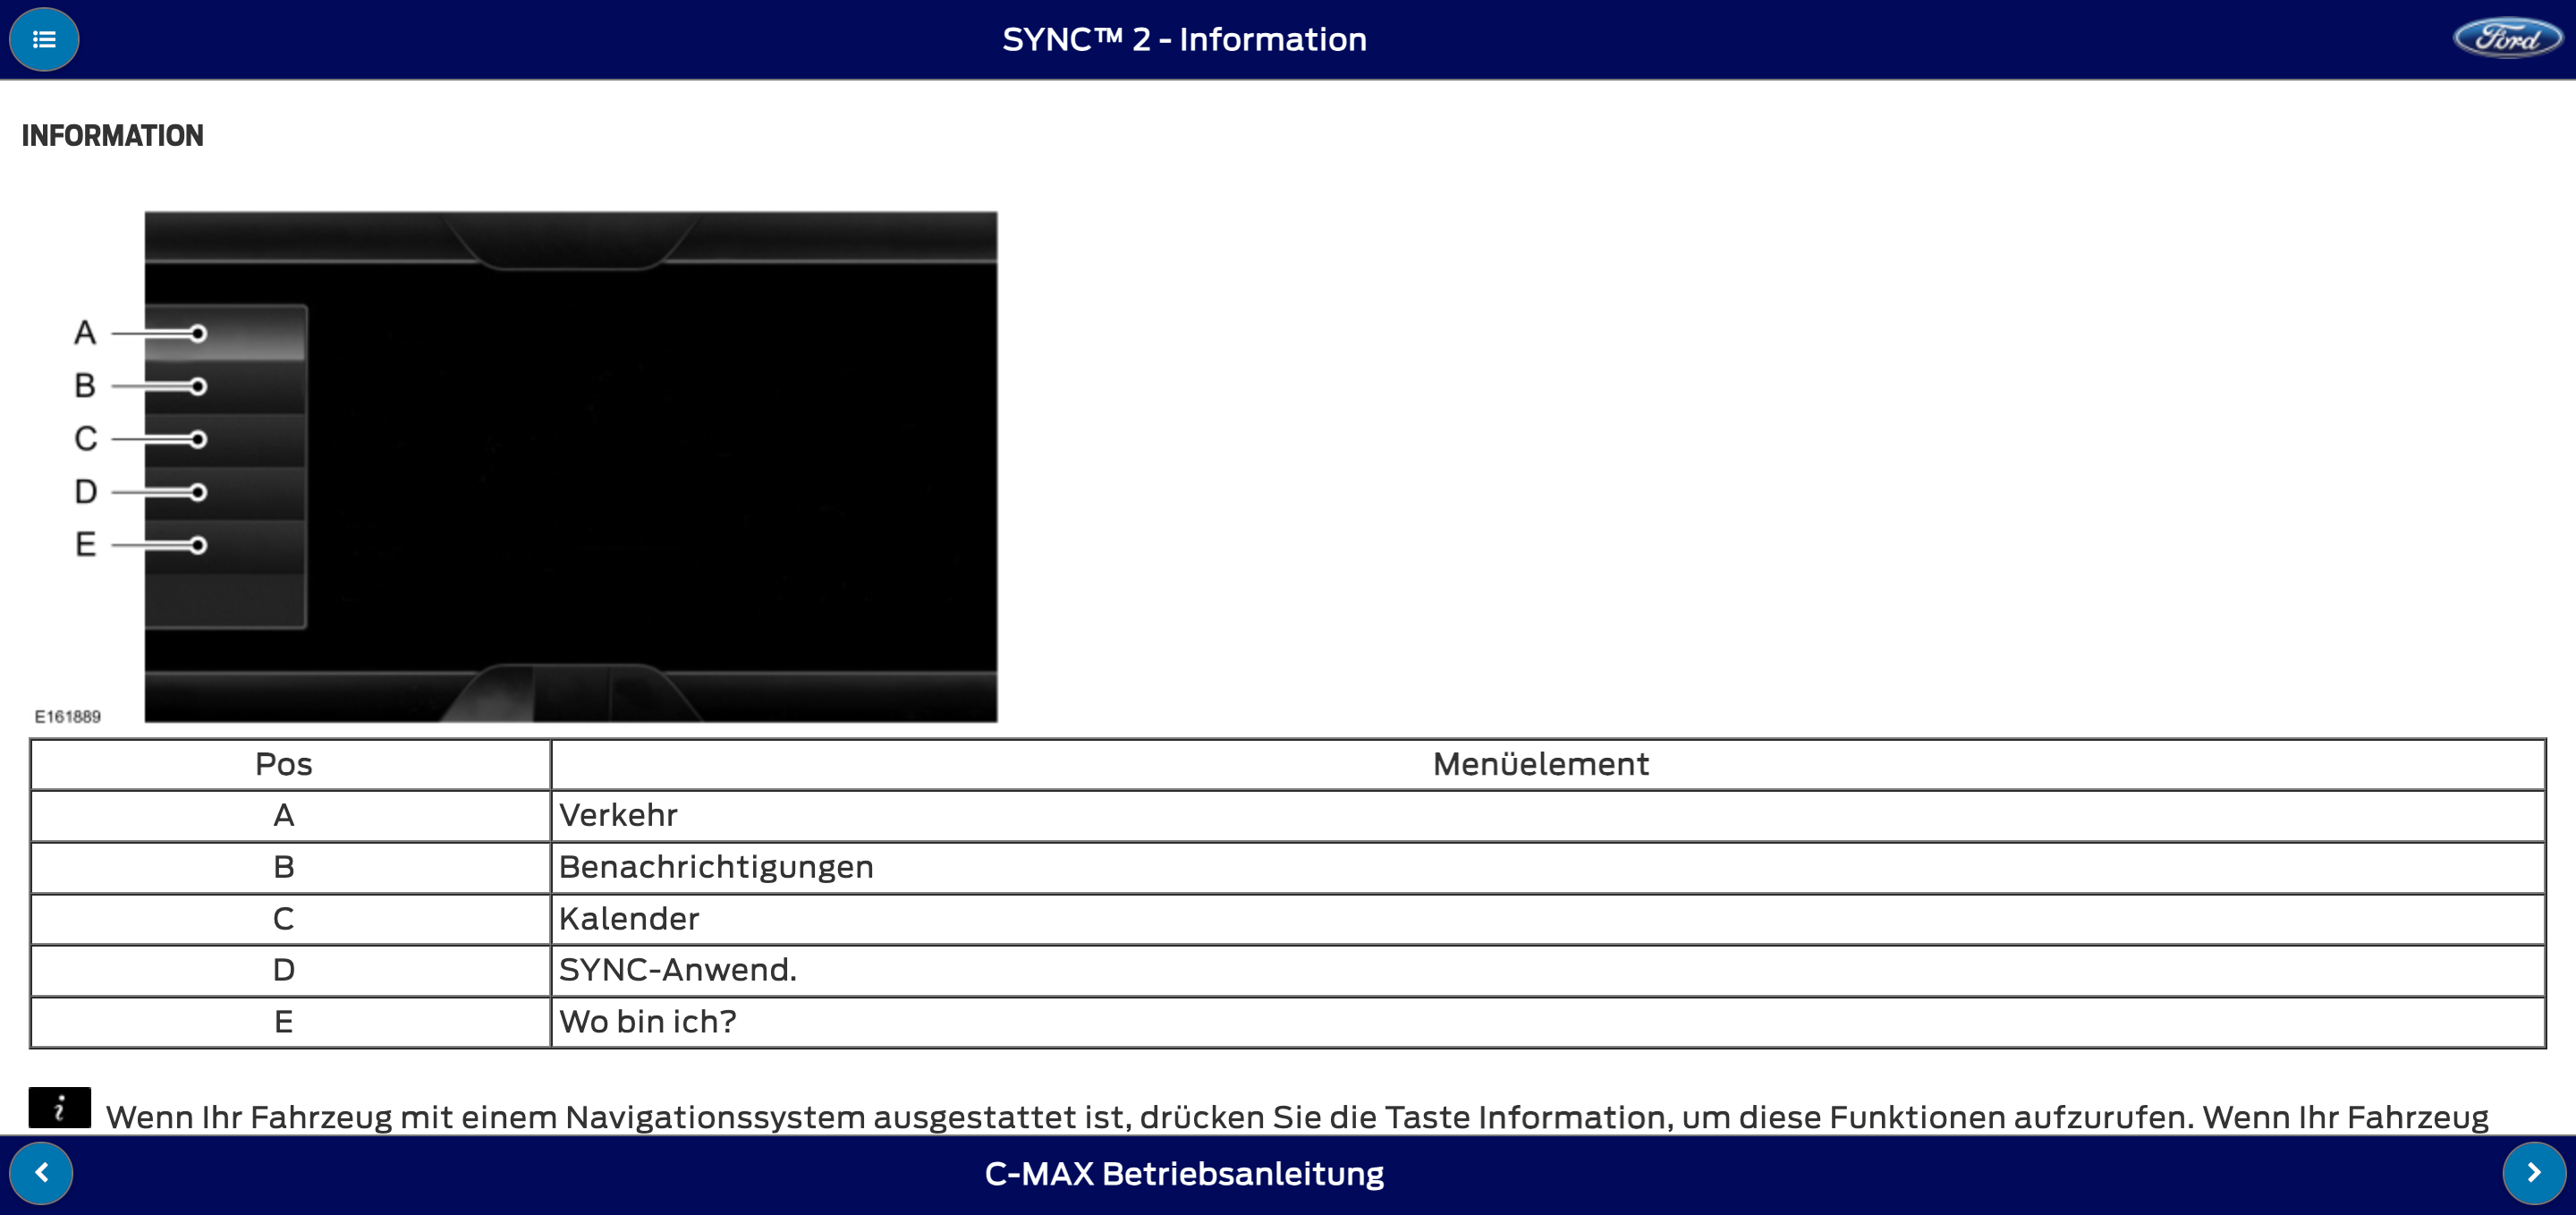 SYNC™ 2 - Information
Ford
INFORMATION
A
B
C
D
E
E161889
Pos Menüelement
A Verkehr
B Benachrichtigungen
C Kalender
D SYNC-Anwend.
E Wo bin ich?
i Wenn Ihr Fahrzeug mit einem Navigationssystem ausgestattet ist, drücken Sie die Taste Information, um diese Funktionen aufzurufen. Wenn Ihr Fahrzeug
C-MAX Betriebsanleitung